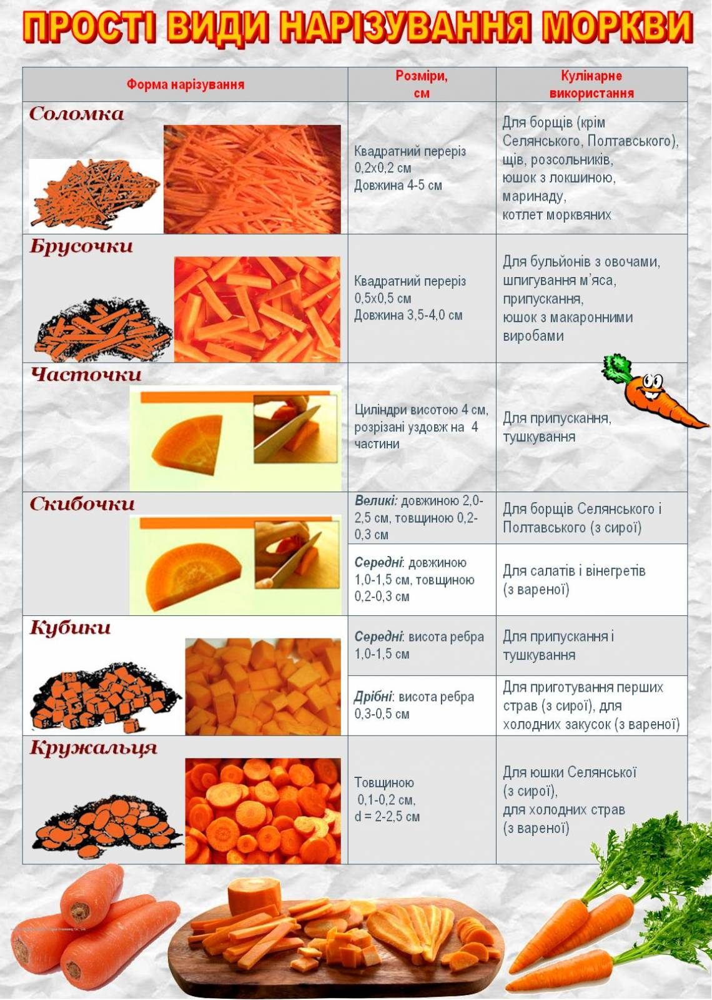 ПРОСТІ ВИДИ НАРІЗУВАННЯ МОРКВИ
Форма нарізування
Розміри,
см
Кулінарне
використання
Соломка
Квадратний переріз
0,2х0,2 см
Довжина 4-5 см
Для борщів (крім
Селянського, Полтавського),
щів, розсольників,
юшок з локшиною,
маринаду,
котлет морквяних
Брусочки
Квадратний переріз
0,5х0,5 см
Довжина 3,5-4,0 см
Для бульйонів з овочами,
шпигування м’яса,
припускання,
юшок з макаронними
виробами
Часточки
Циліндри висотою 4 см,
розрізані уздовж на 4
частини
Для припускання,
тушкування
Скибочки
Великі: довжиною 2,0-
2,5 см, товщиною 0,2-
0,3 см
Для борщів Селянського і
Полтавського (з сирої)
Середні: довжиною
1,0-1,5 см, товщиною
0,2-0,3 см
Для салатів і вінегретів
(з вареної)
Кубики
Середні: висота ребра
1,0-1,5 см
Для припускання і
тушкування
Дрібні: висота ребра
0,3-0,5 см
Для приготування перших
страв (з сирої), для
холодних закусок (з вареної)
Кружальця
Товщиною
0,1-0,2 см,
d = 2-2,5 см
Для юшки Селянської
(з сирої),
для холодних страв
(з вареної)